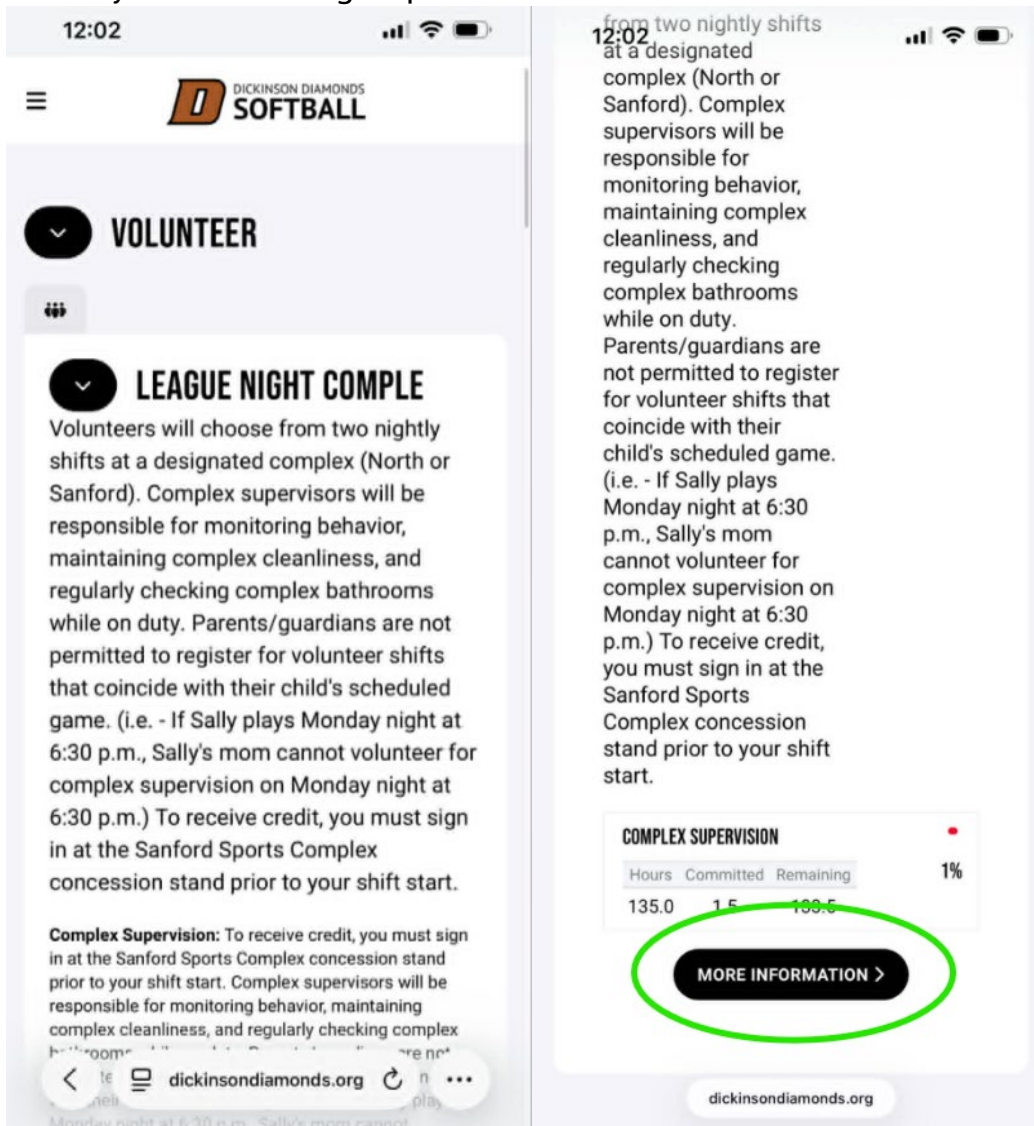 12:02
DICKINSON DIAMONDS
SOFTBALL
VOLUNTEER
LEAGUE NIGHT COMPLE
Volunteers will choose from two nightly
shifts at a designated complex (North or
Sanford). Complex supervisors will be
responsible for monitoring behavior,
maintaining complex cleanliness, and
regularly checking complex bathrooms
while on duty. Parents/guardians are not
permitted to register for volunteer shifts
that coincide with their child's scheduled
game. (i.e. - If Sally plays Monday night at
6:30 p.m., Sally's mom cannot volunteer for
complex supervision on Monday night at
6:30 p.m.) To receive credit, you must sign
in at the Sanford Sports Complex
concession stand prior to your shift start.
Complex Supervision: To receive credit, you must sign
in at the Sanford Sports Complex concession stand
prior to your shift start. Complex supervisors will be
responsible for monitoring behavior, maintaining
complex cleanliness, and regularly checking complex
dickinsondiamonds.org
Monday night at 6:30 p.m., Sally's mom cannot
12:02
from two nightly shifts
at a designated
complex (North or
Sanford). Complex
supervisors will be
responsible for
monitoring behavior,
maintaining complex
cleanliness, and
regularly checking
complex bathrooms
while on duty.
Parents/guardians are
not permitted to register
for volunteer shifts that
coincide with their
child's scheduled game.
(i.e. - If Sally plays
Monday night at 6:30
p.m., Sally's mom
cannot volunteer for
complex supervision on
Monday night at 6:30
p.m.) To receive credit,
you must sign in at the
Sanford Sports
Complex concession
stand prior to your shift
start.
COMPLEX SUPERVISION
1%
Hours Committed Remaining
135.0 1.5 133.5
MORE INFORMATION >
dickinsondiamonds.org